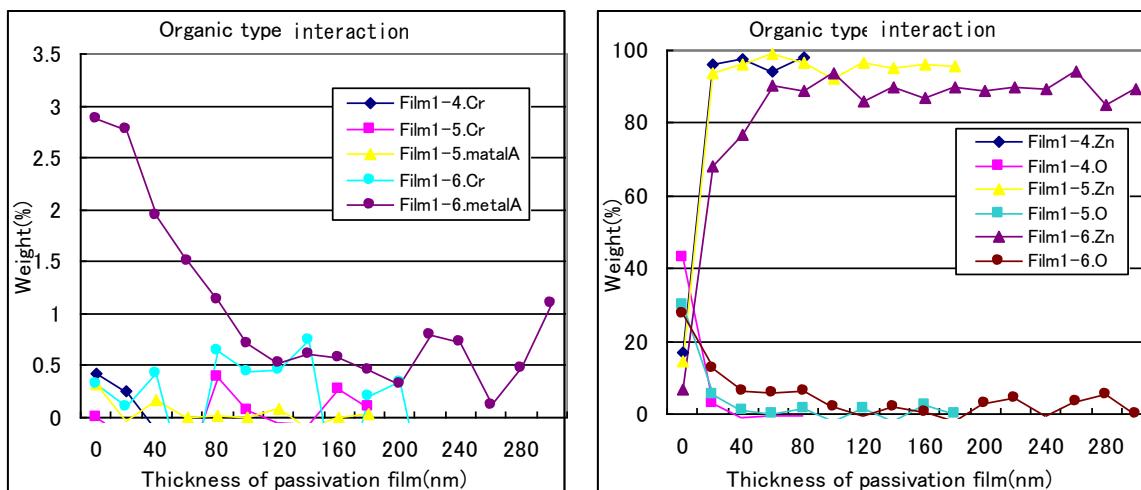 Organic type interaction
3.5
3
2.5
2
1.5
1
0.5
0
Weight(%)
Film1-4.Cr
Film1-5.Cr
Film1-5.matalA
Film1-6.Cr
Film1-6.metalA
0 40 80 120 160 200 240 280
Thickness of passivation film(nm)
Organic type interaction
100
80
60
40
20
0
Weight(%)
Film1-4.Zn
Film1-4.O
Film1-5.Zn
Film1-5.O
Film1-6.Zn
Film1-6.O
0 40 80 120 160 200 240 280
Thickness of passivation film(nm)